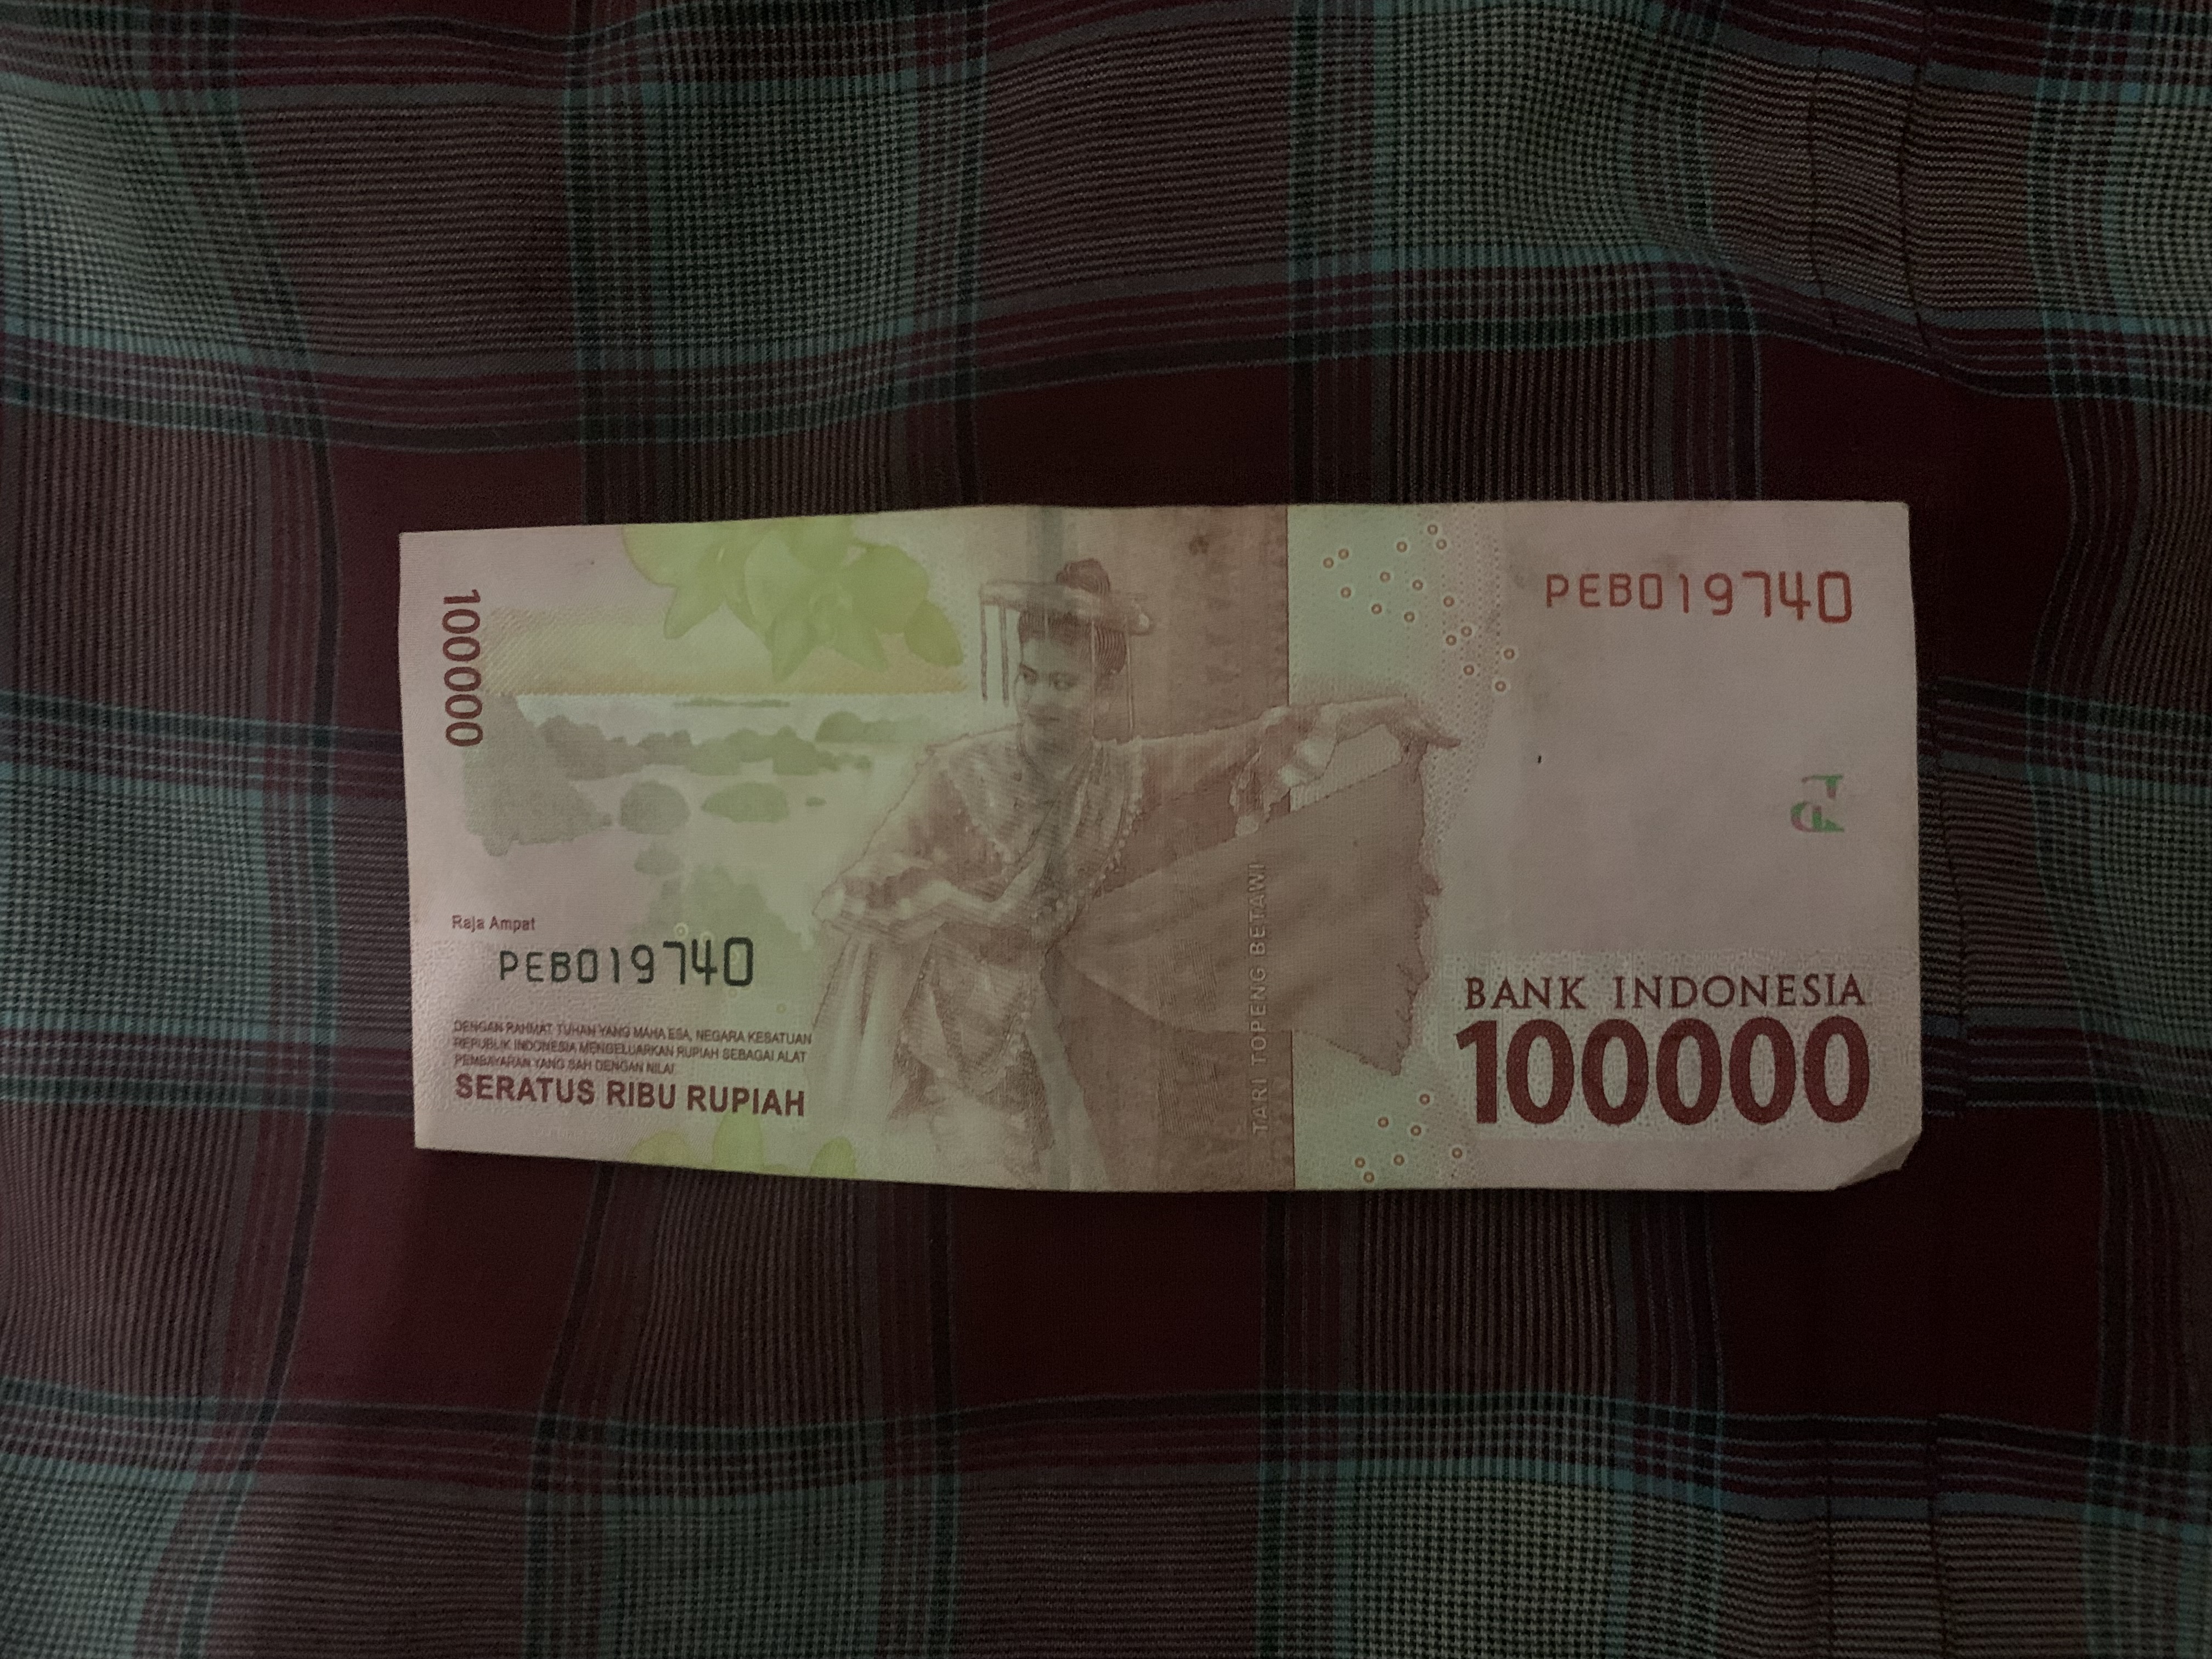 100000
Raja Ampat
PEB019740
DENGAN RAHMAT TUHAN YANG MAHA ESA, NEGARA KESATUAN
REPUBLIK INDONESIA MENGELUARKAN RUPIAH SEBAGAI ALAT
PEMBAYARAN YANG SAH DENGAN NILAI
SERATUS RIBU RUPIAH
TARI TOPENG BETAWI
PEB019740
BANK INDONESIA
100000